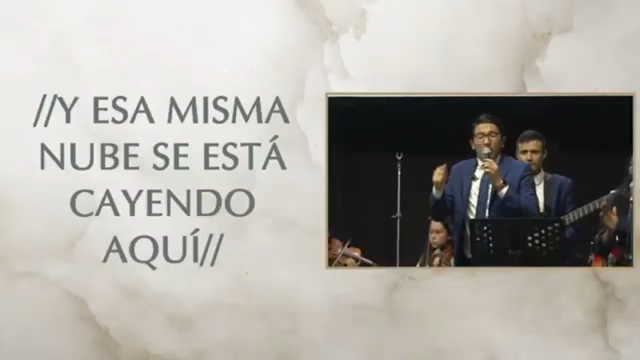 //Y ESA MISMA
NUBE SE ESTÁ
CAYENDO
AQUÍ//